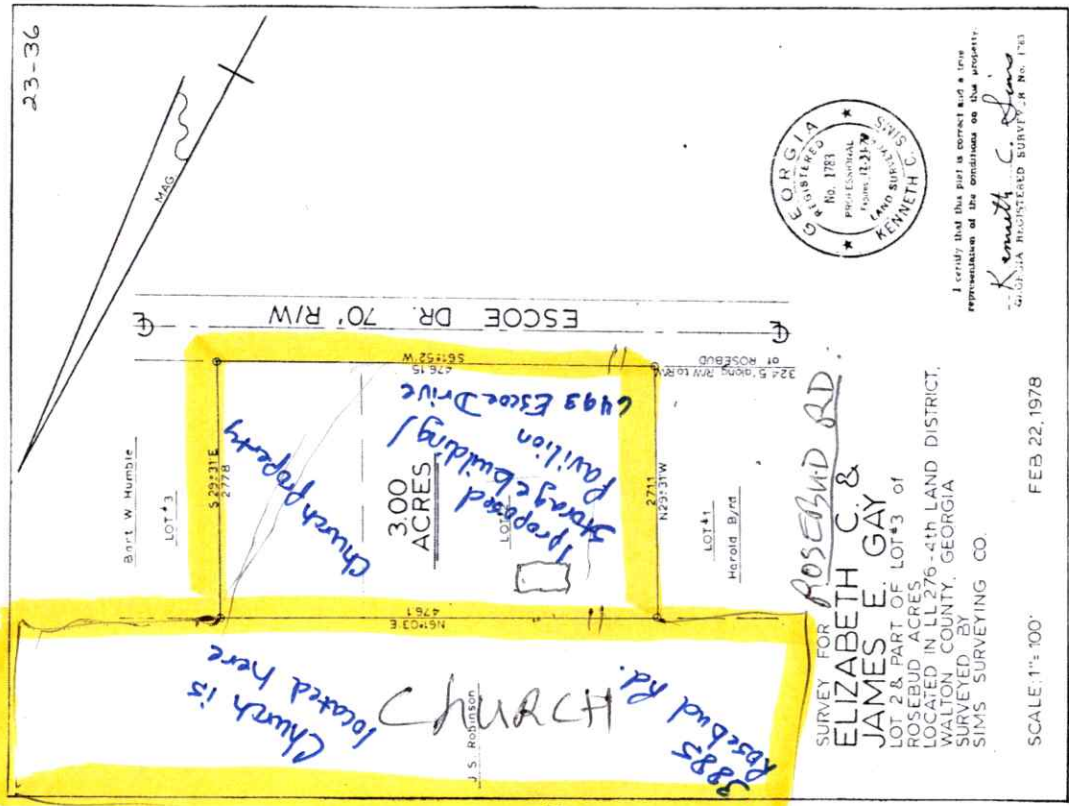 23-36
MAG.
ESCOE DR. 70' R/W
Bart W Humble
LOT #3
S 29°31'E
277.8
476.15
S61°52'W
Church property
3.00
ACRES
LOT
(proposed
Storage building)
Pavilion
6493 Escoe Drive
324.5' along R/W to R/W
of ROSEBUD
271.1
N29°31'W
LOT #1
Harold Byrd
476.1
N61°03'E
Church is
located here
CHURCH
J.S. Robinson
3885
Rosebud Rd.
ROSEBUD RD.
SURVEY FOR
ELIZABETH C. &
JAMES E. GAY
LOT 2 & PART OF LOT #3 of
ROSEBUD ACRES
LOCATED IN LL 276-4th LAND DISTRICT,
WALTON COUNTY, GEORGIA
SURVEYED BY
SIMS SURVEYING CO.
SCALE: 1"= 100'
FEB 22, 1978
GEORGIA
REGISTERED
No. 1783
PROFESSIONAL
LAND SURVEYOR
KENNETH C. SIMS
I certify that this plat is correct and a true
representation of the conditions on this property.
Kenneth C. Sims
GEORGIA REGISTERED SURVEYOR No. 1783